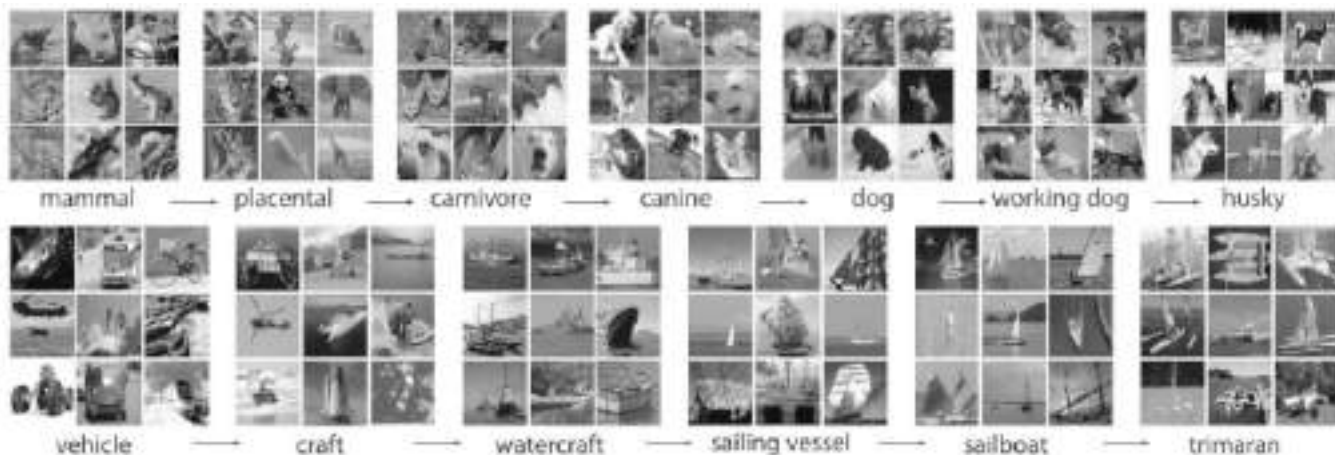 mammal → placental → carnivore → canine → dog → working dog → husky
vehicle → craft → watercraft → sailing vessel → sailboat → trimaran